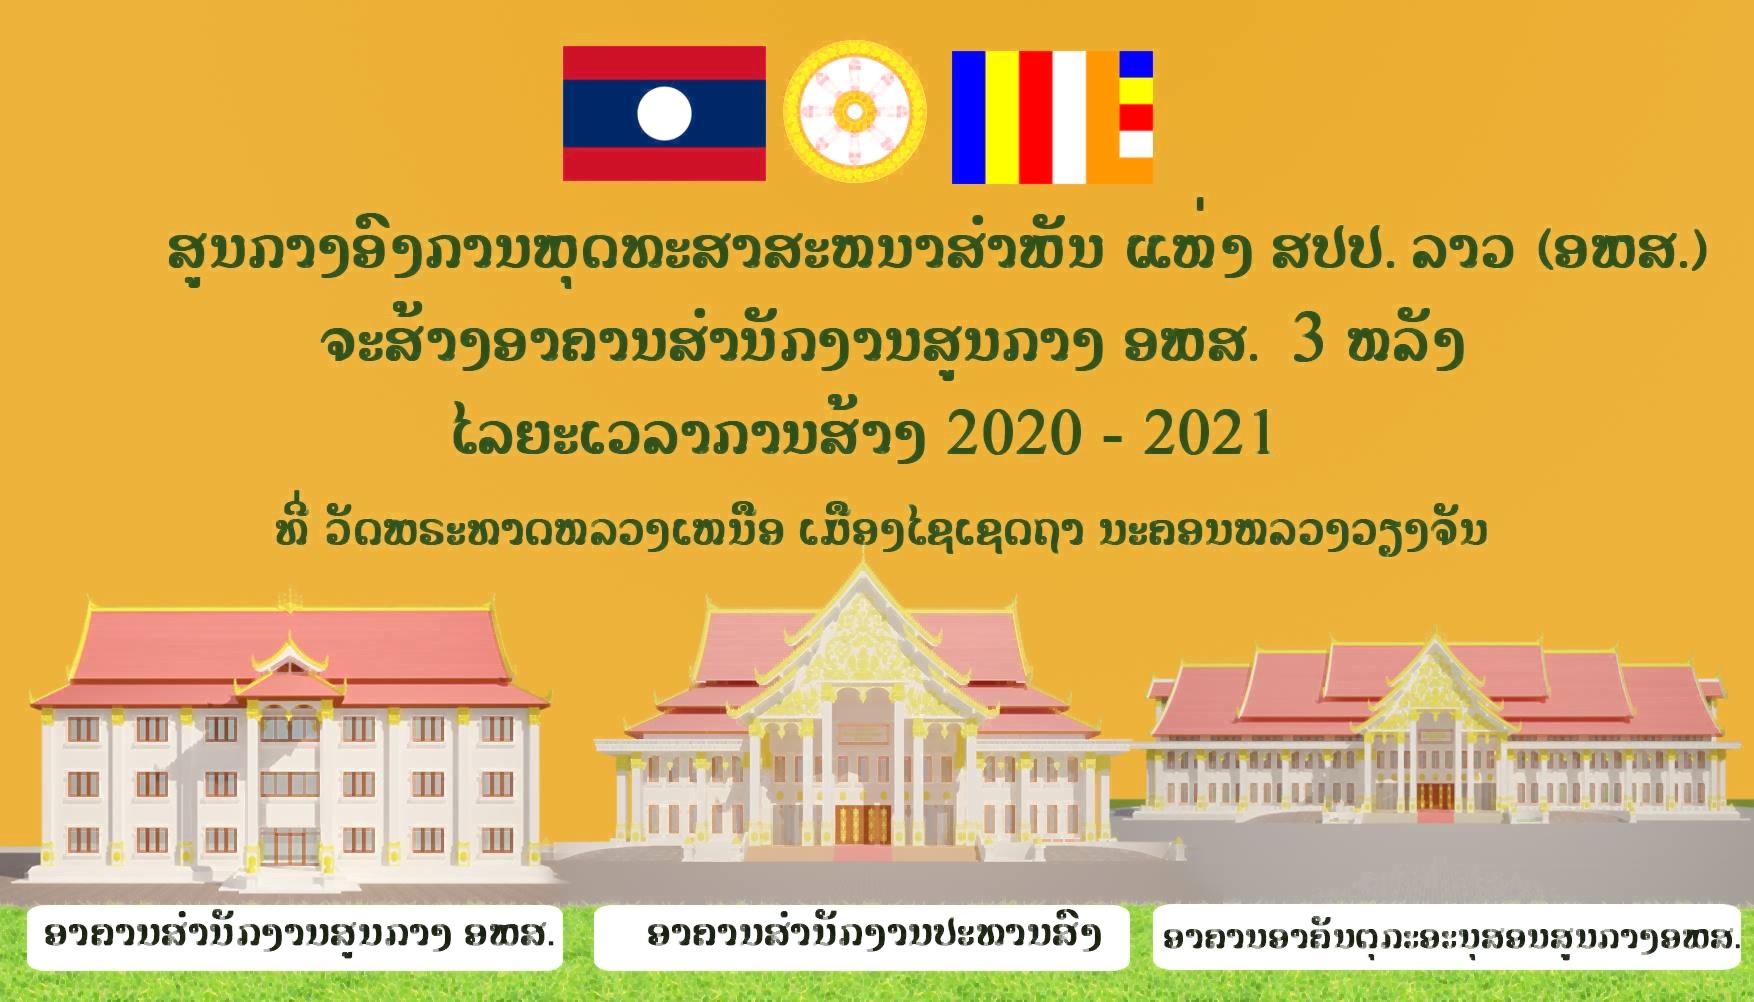 ສູນກາງອົງການພຸດທະສາສະຫນາສຳພັນ ແຫ່ງ ສປປ. ລາວ (ອພສ.)
ຈະສ້າງອາຄານສຳນັກງານສູນກາງ ອພສ. 3 ຫລັງ
ໄລຍະເວລາການສ້າງ 2020 - 2021
ທີ່ ວັດພຣະທາດຫລວງເຫນືອ ເມືອງໄຊເຊດຖາ ນະຄອນຫລວງວຽງຈັນ
ອາຄານສຳນັກງານສູນກາງ ອພສ.
ອາຄານສຳນັກງານປະທານສົງ
ອາຄານອາຄັນຕຸກະອະນຸສອນສູນກາງອພສ.